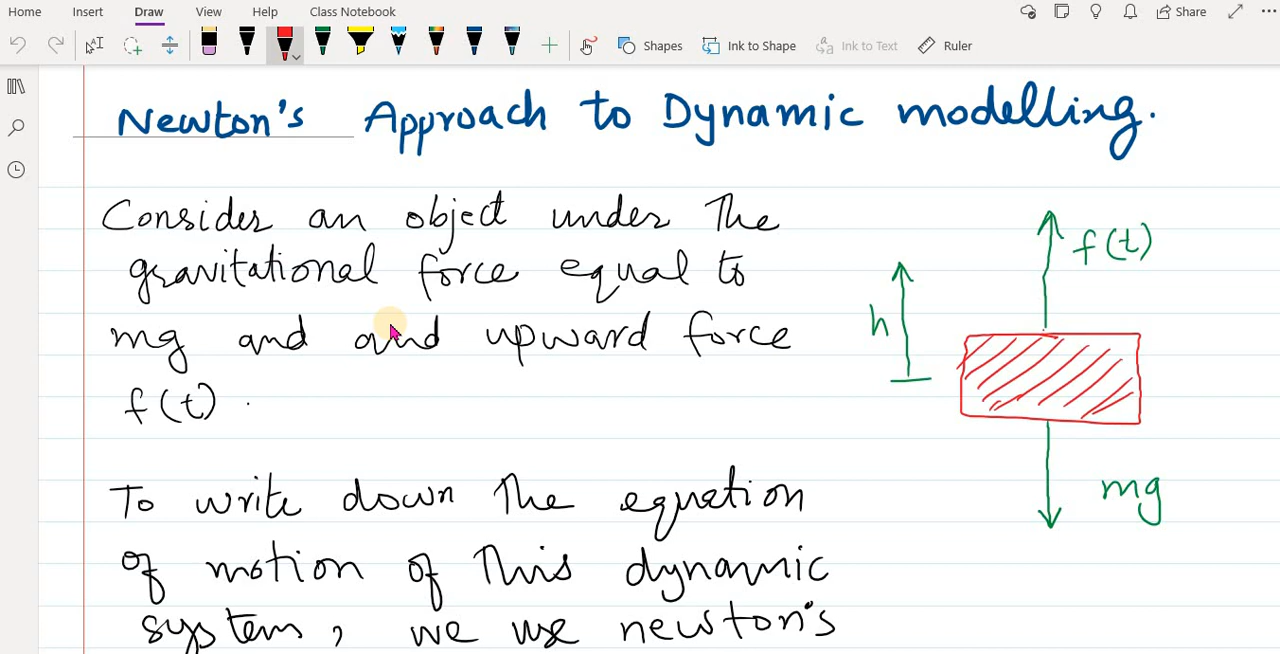 Home Insert Draw View Help Class Notebook Share
Shapes Ink to Shape Ink to Text Ruler
Newton's Approach to Dynamic modelling.
Consider an object under the
gravitational force equal to
mg and and upward force
f(t).
To write down the equation
of motion of this dynamic
system, we use newton's
f(t)
h
mg